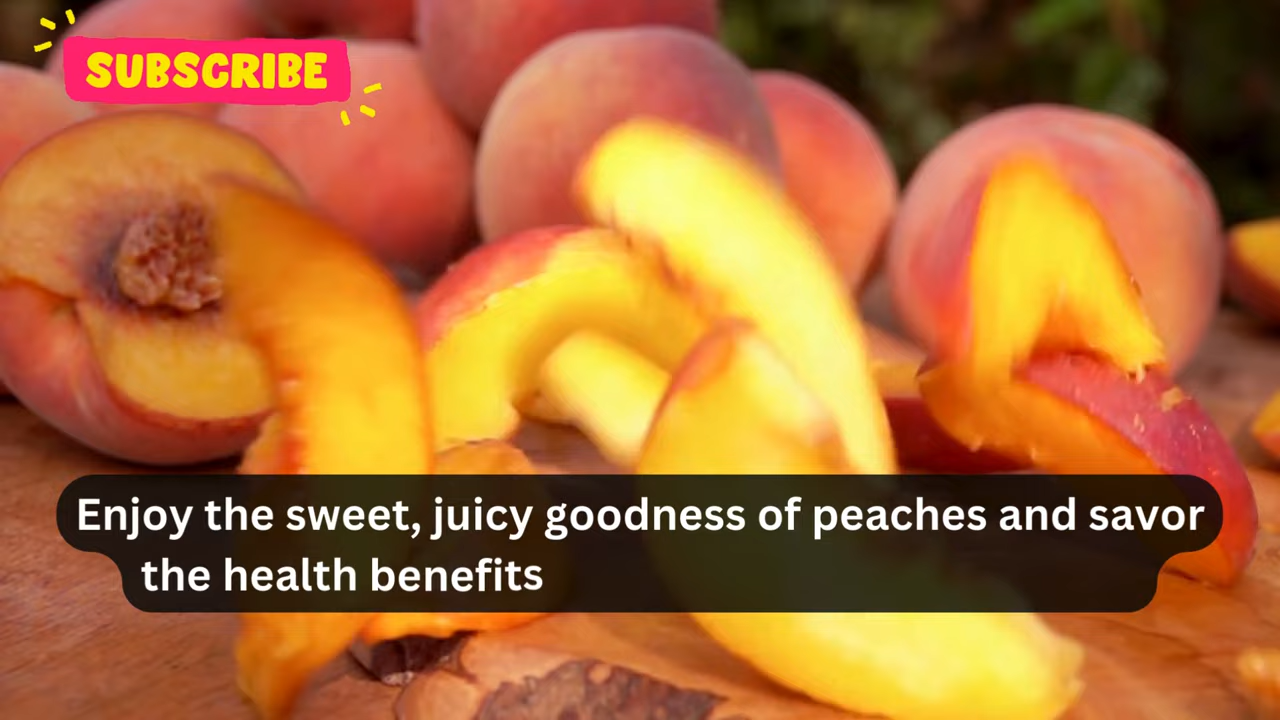 SUBSCRIBE
Enjoy the sweet, juicy goodness of peaches and savor
the health benefits